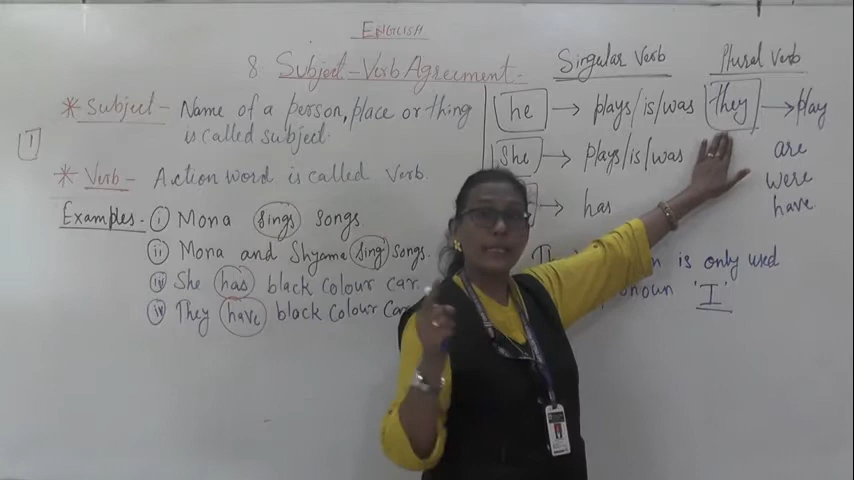 ENGLISH
8. Subject-Verb Agreement.
* Subject - Name of a person, place or thing
is called subject.
1
* Verb - Action word is called Verb.
Examples. (i) Mona sings songs
(ii) Mona and Shyama sing songs.
(iii) She has black colour car.
(iv) They have black colour Car
Singular Verb Plural Verb
he → plays/is/was they → play
She → plays/is/was are
were
→ has have.
is only used
'I'